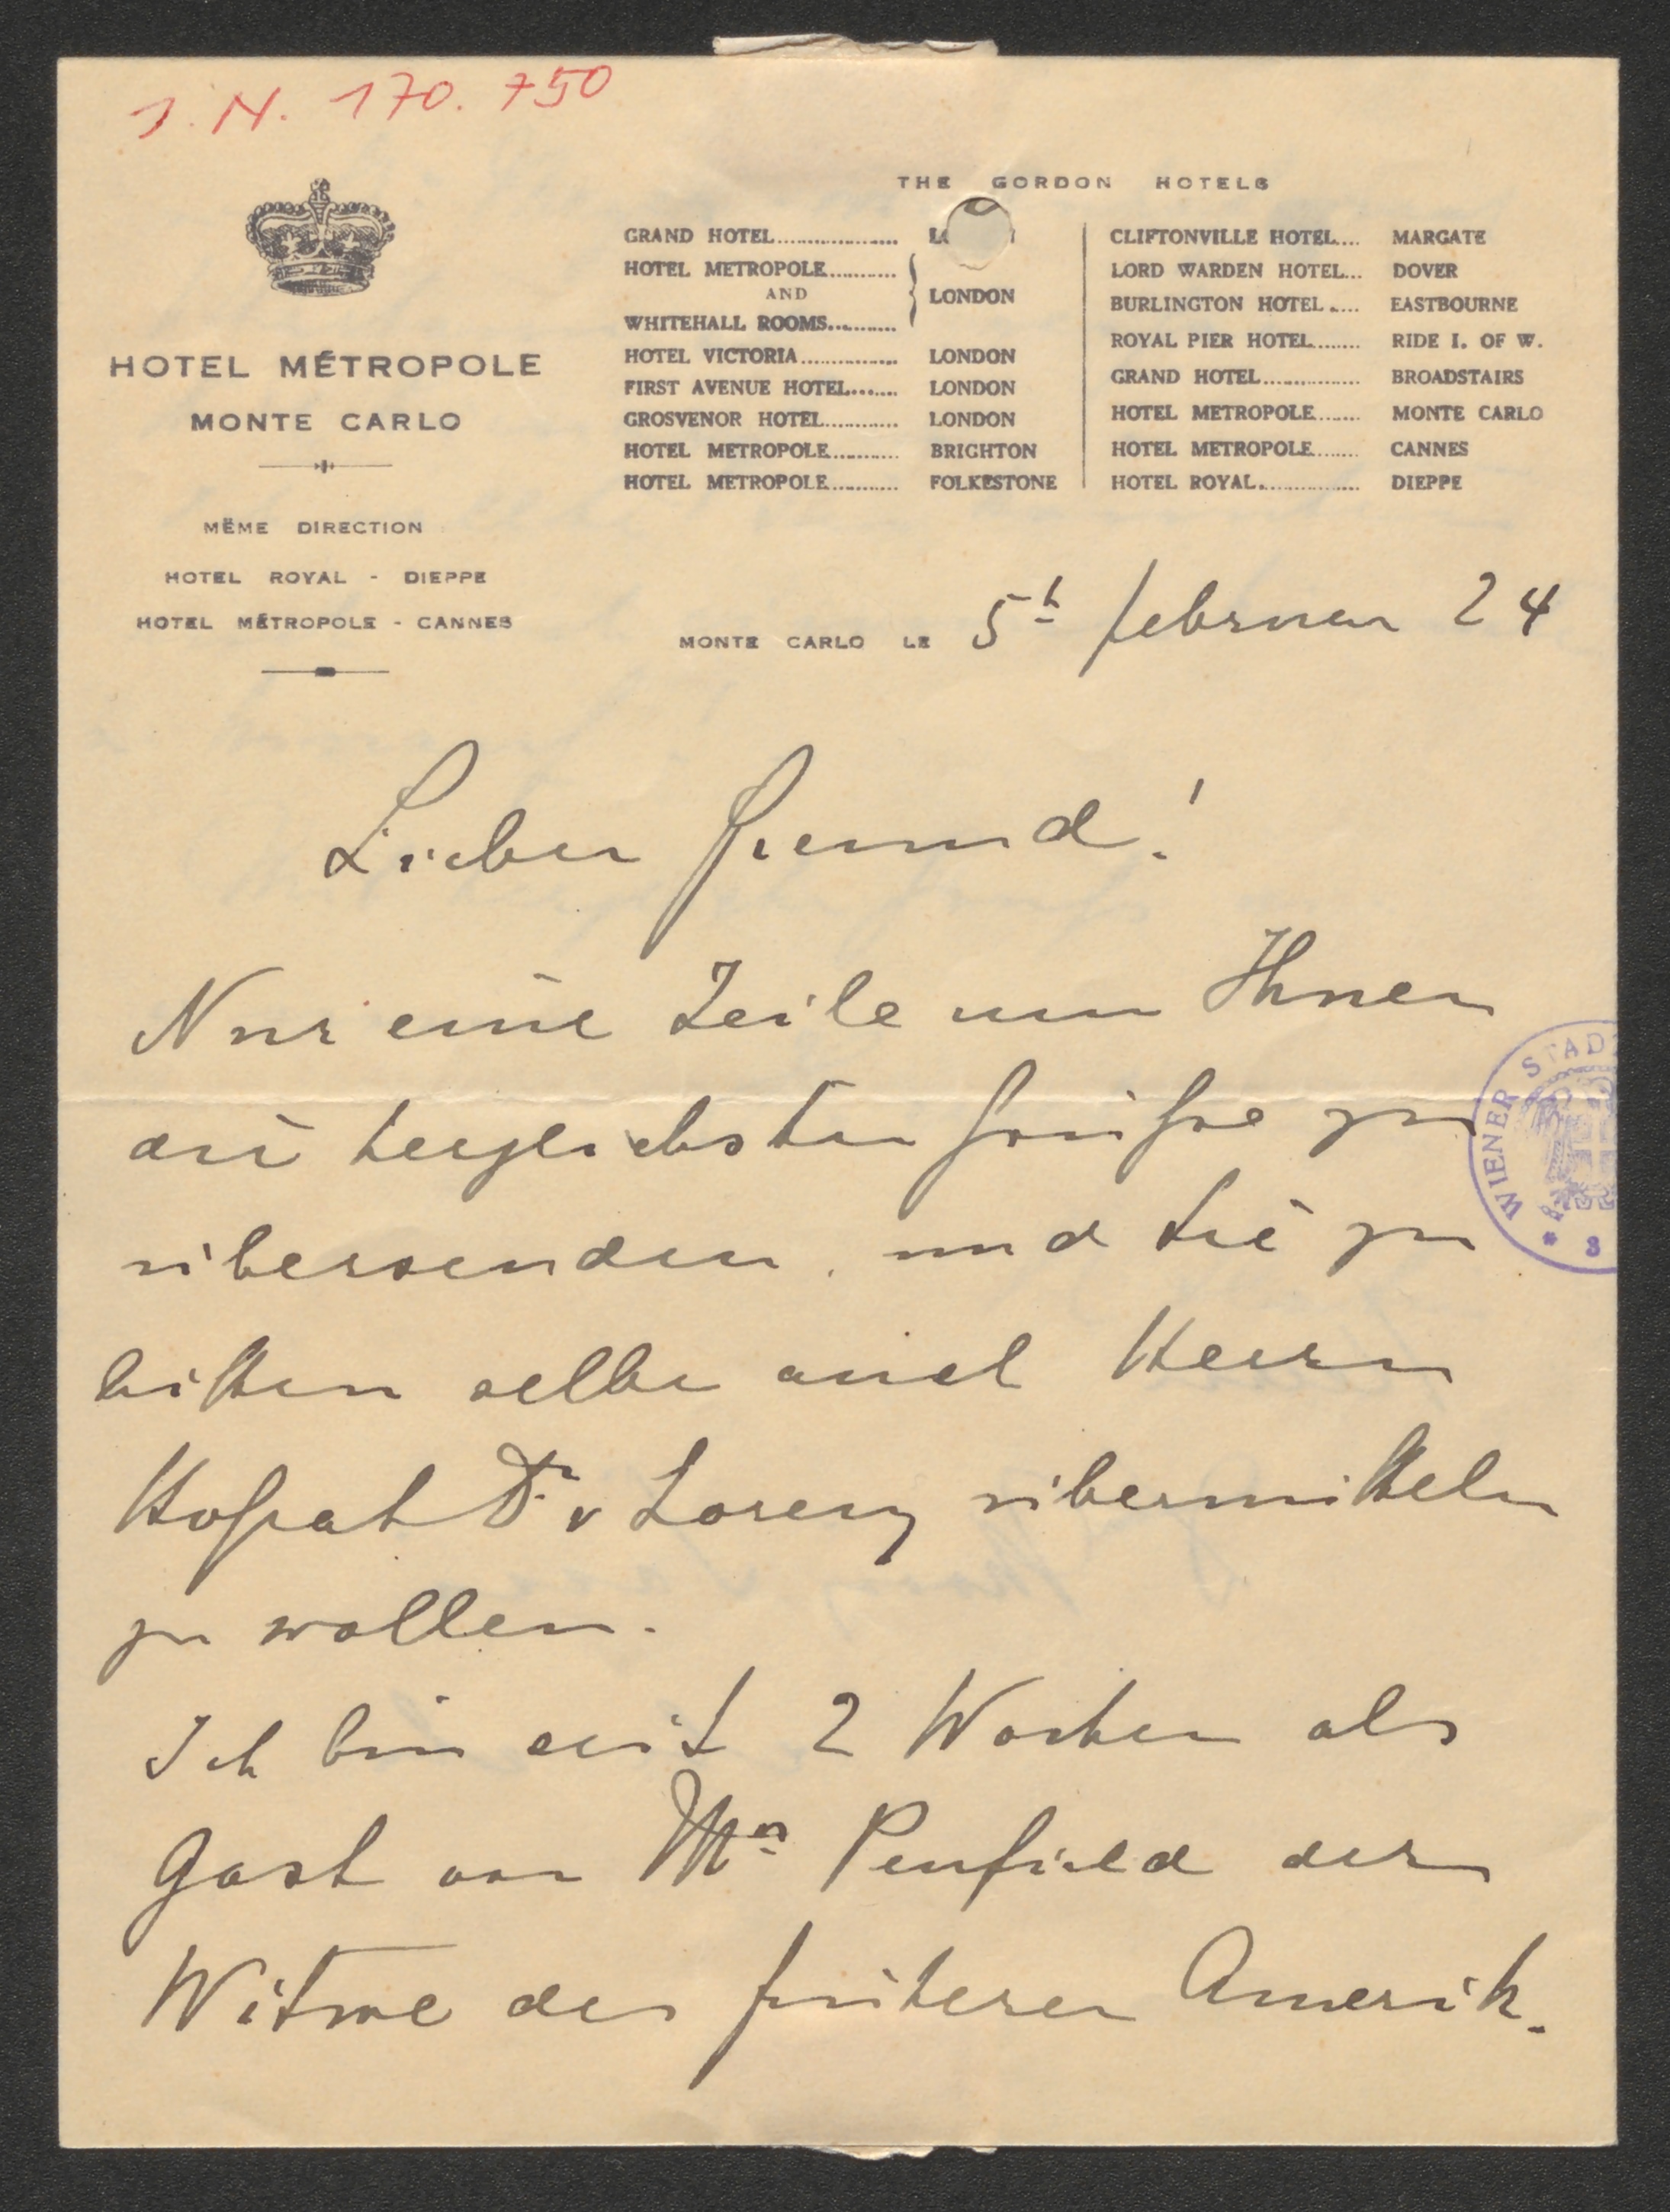 J. N. 170.750
THE GORDON HOTELS
GRAND HOTEL
HOTEL METROPOLE
AND
WHITEHALL ROOMS
LONDON
HOTEL VICTORIA LONDON
FIRST AVENUE HOTEL LONDON
GROSVENOR HOTEL LONDON
HOTEL METROPOLE BRIGHTON
HOTEL METROPOLE FOLKESTONE
CLIFTONVILLE HOTEL MARGATE
LORD WARDEN HOTEL DOVER
BURLINGTON HOTEL EASTBOURNE
ROYAL PIER HOTEL RIDE I. OF W.
GRAND HOTEL BROADSTAIRS
HOTEL METROPOLE MONTE CARLO
HOTEL METROPOLE CANNES
HOTEL ROYAL DIEPPE
HOTEL MÉTROPOLE
MONTE CARLO
MËME DIRECTION
HOTEL ROYAL - DIEPPE
HOTEL MÉTROPOLE - CANNES
MONTE CARLO LE 5t februar 24
Lieber Freund!
Nur eine Zeile um Ihnen
die herzlichsten Grüsse zu
übersenden und Sie zu
bitten selbe auch Herrn
Hofrat Dr v Lorenz übermitteln
zu wollen.
Ich bin seit 2 Wochen als
Gast von Mrs Penfield der
Witwe des früheren Amerik.
WIENER STAD